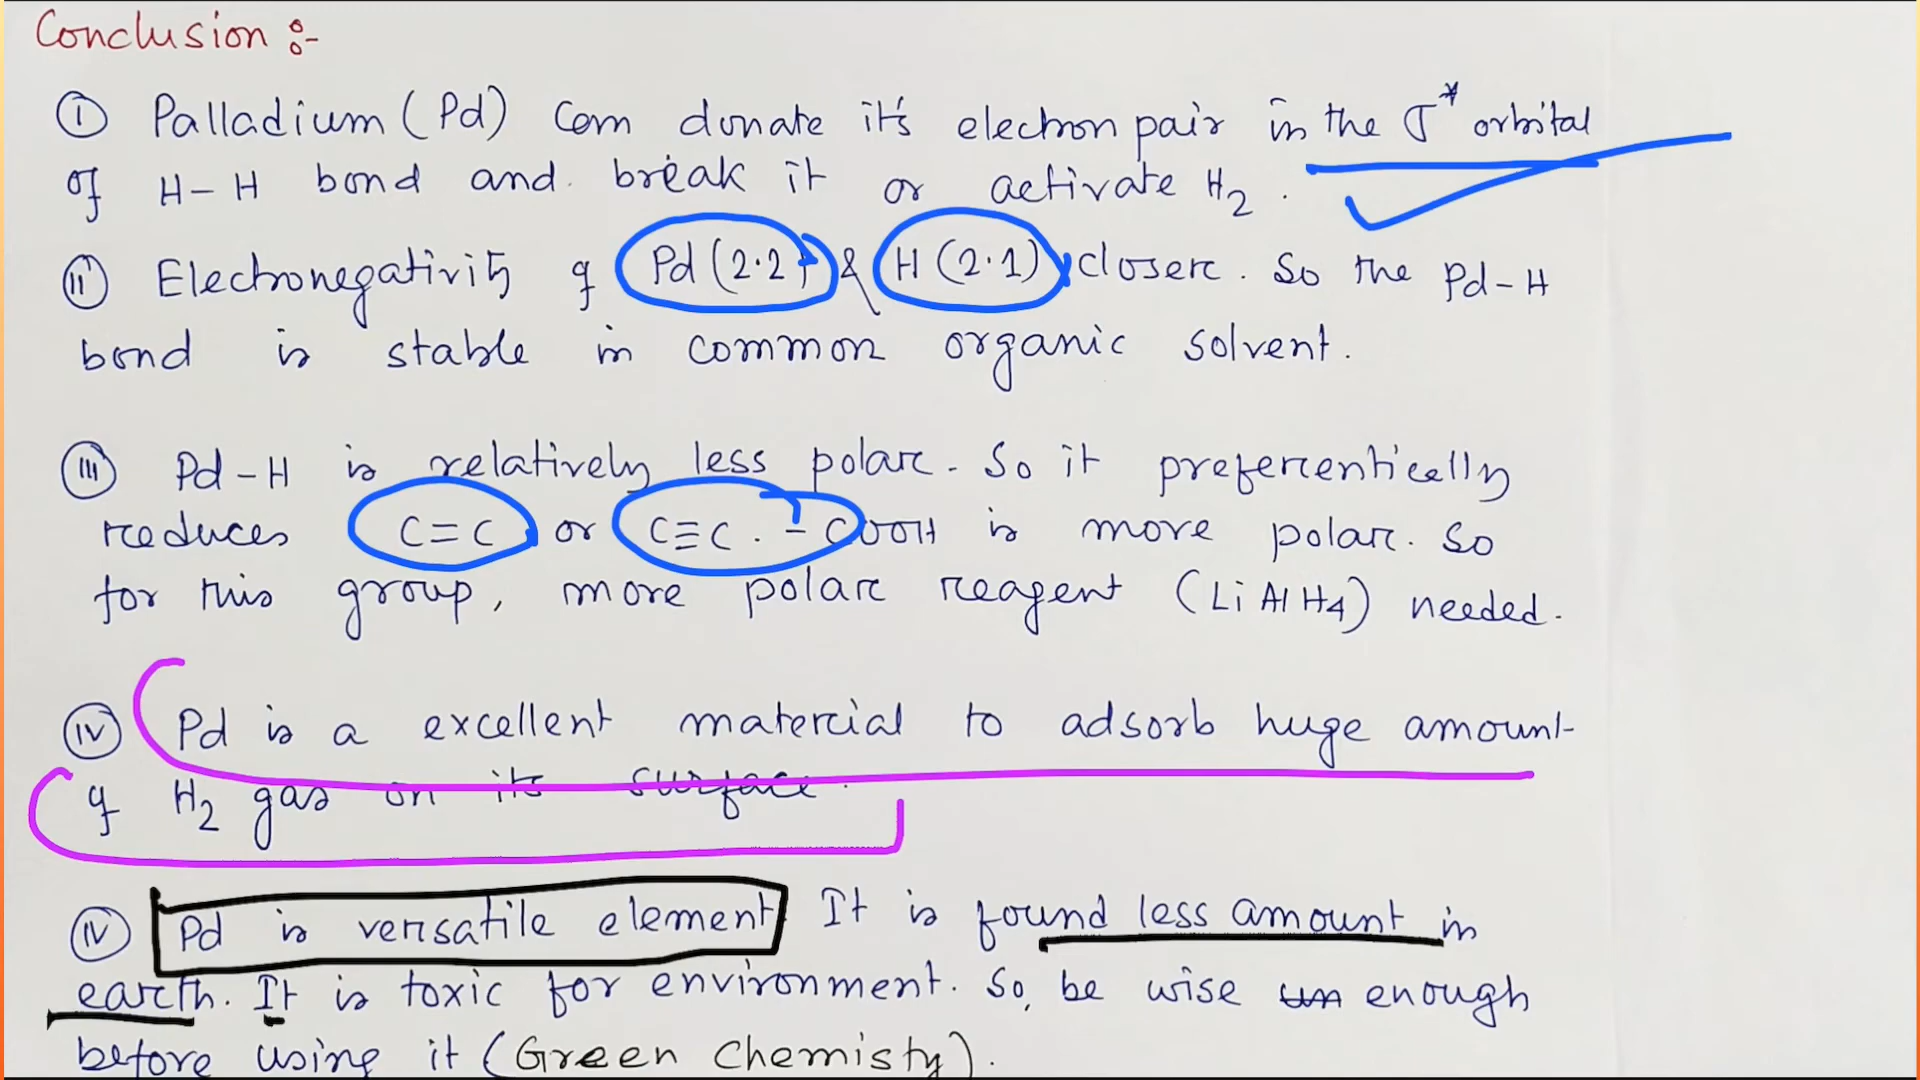 Conclusion :-
(I) Palladium (Pd) Can donate it's electron pair in the σ* orbital
of H-H bond and. break it or activate H2 .
(II) Electronegativity of Pd (2.2) & H (2.1) closer. So the Pd-H
bond is stable in common organic solvent.
(III) Pd-H is relatively less polar. So it preferentically
reduces C=C or C≡C . -COOH is more polar. So
for this group, more polar reagent (LiAlH4) needed.
(IV) Pd is a excellent material to adsorb huge amount
of H2 gas on its surface.
(IV) Pd is versatile element It is found less amount in
earth. It is toxic for environment. So, be wise enough
before using it (Green Chemisty).